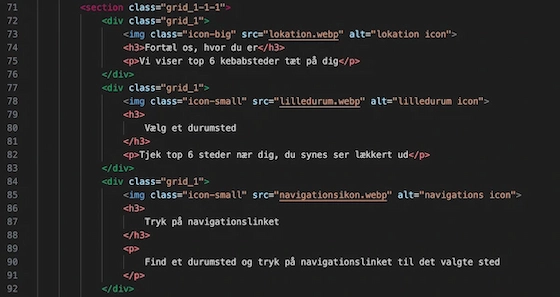 71 <section class="grid_1-1-1">
72 <div class="grid_1">
73 <img class="icon-big" src="lokation.webp" alt="lokation icon">
74 <h3>Fortæl os, hvor du er</h3>
75 <p>Vi viser top 6 kebabsteder tæt på dig</p>
76 </div>
77 <div class="grid_1">
78 <img class="icon-small" src="lilledurum.webp" alt="lilledurum icon">
79 <h3>
80 Vælg et durumsted
81 </h3>
82 <p>Tjek top 6 steder nær dig, du synes ser lækkert ud</p>
83 </div>
84 <div class="grid_1">
85 <img class="icon-small" src="navigationsikon.webp" alt="navigations icon">
86 <h3>
87 Tryk på navigationslinket
88 </h3>
89 <p>
90 Find et durumsted og tryk på navigationslinket til det valgte sted
91 </p>
92 </div>